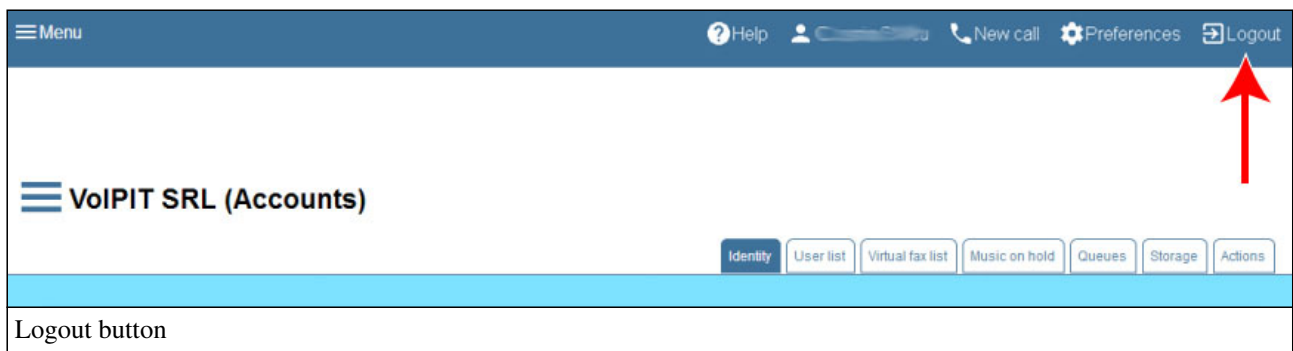 Menu
Help New call Preferences Logout
VoIPIT SRL (Accounts)
Identity User list Virtual fax list Music on hold Queues Storage Actions
Logout button